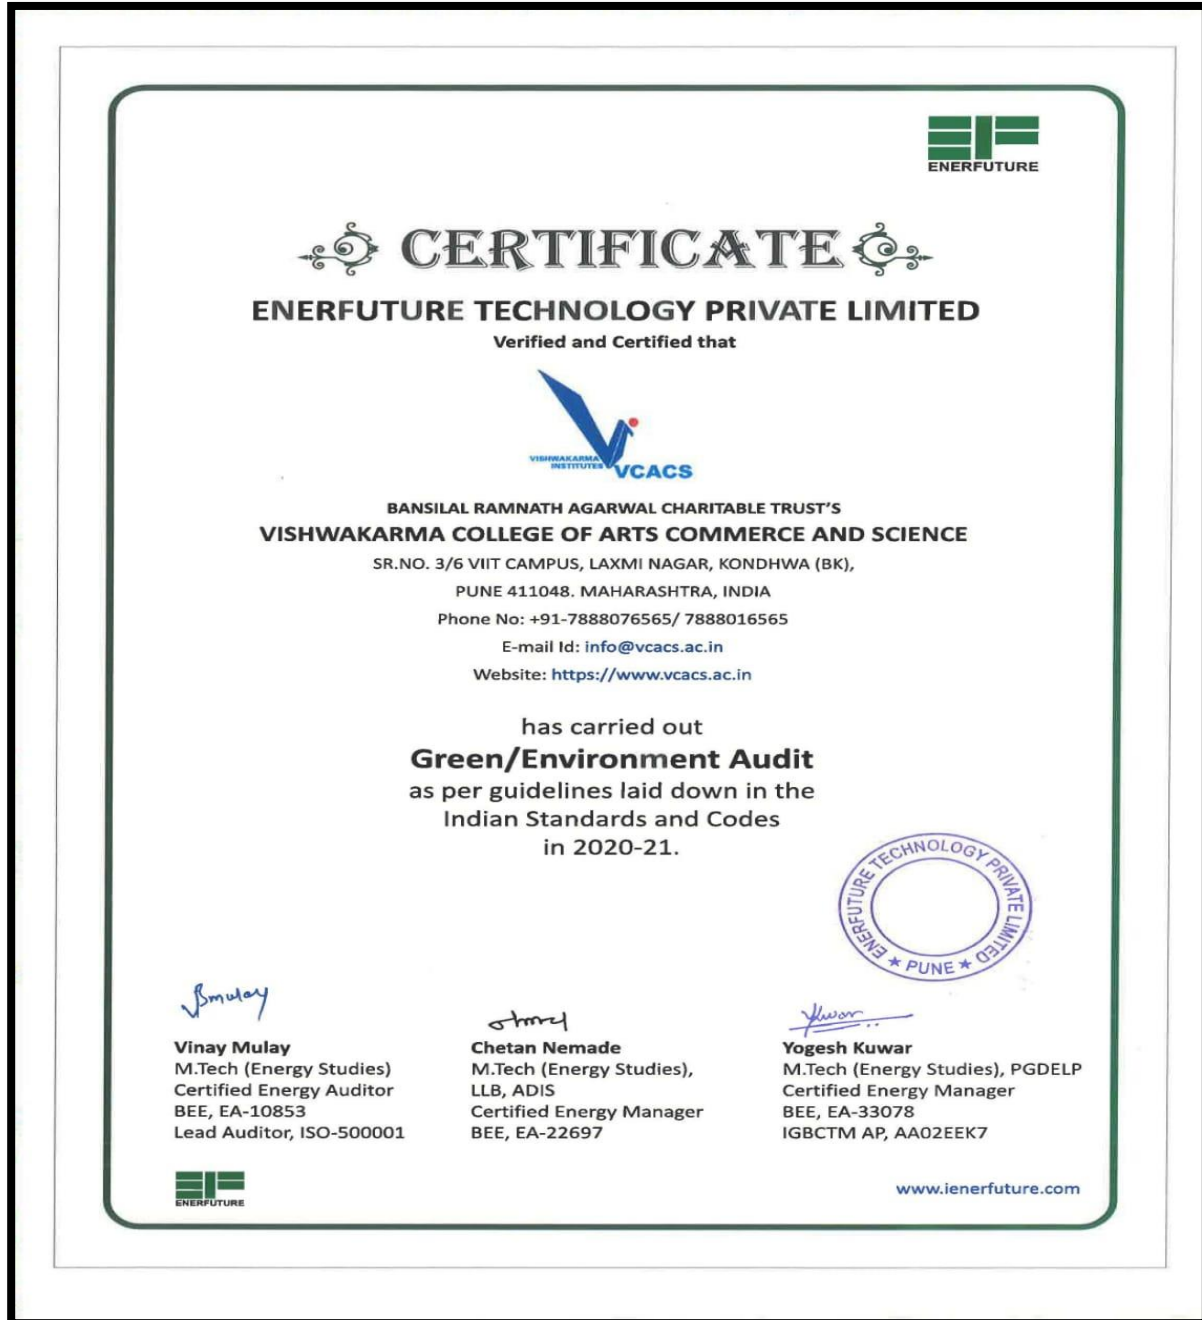 ENERFUTURE
CERTIFICATE
ENERFUTURE TECHNOLOGY PRIVATE LIMITED
Verified and Certified that
VISHWAKARMA
INSTITUTES
VCACS
BANSILAL RAMNATH AGARWAL CHARITABLE TRUST'S
VISHWAKARMA COLLEGE OF ARTS COMMERCE AND SCIENCE
SR.NO. 3/6 VIIT CAMPUS, LAXMI NAGAR, KONDHWA (BK),
PUNE 411048. MAHARASHTRA, INDIA
Phone No: +91-7888076565/ 7888016565
E-mail Id: info@vcacs.ac.in
Website: https://www.vcacs.ac.in
has carried out
Green/Environment Audit
as per guidelines laid down in the
Indian Standards and Codes
in 2020-21.
ENERFUTURE TECHNOLOGY PRIVATE LIMITED
★ PUNE ★
Vinay Mulay
M.Tech (Energy Studies)
Certified Energy Auditor
BEE, EA-10853
Lead Auditor, ISO-500001
Chetan Nemade
M.Tech (Energy Studies),
LLB, ADIS
Certified Energy Manager
BEE, EA-22697
Yogesh Kuwar
M.Tech (Energy Studies), PGDELP
Certified Energy Manager
BEE, EA-33078
IGBCTM AP, AA02EEK7
ENERFUTURE
www.ienerfuture.com